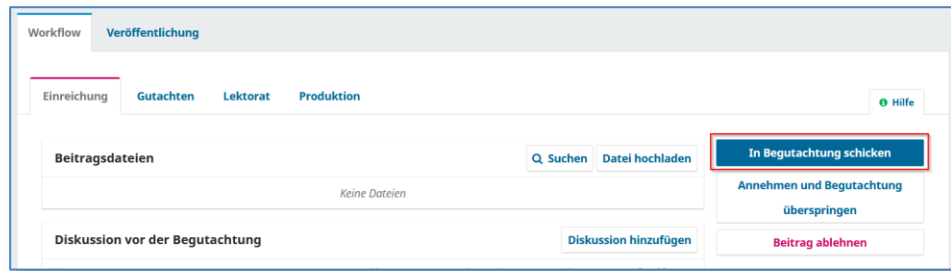 Workflow Veröffentlichung
Einreichung Gutachten Lektorat Produktion
Hilfe
Beitragsdateien Suchen Datei hochladen
Keine Dateien
In Begutachtung schicken
Annehmen und Begutachtung
überspringen
Diskussion vor der Begutachtung Diskussion hinzufügen
Beitrag ablehnen